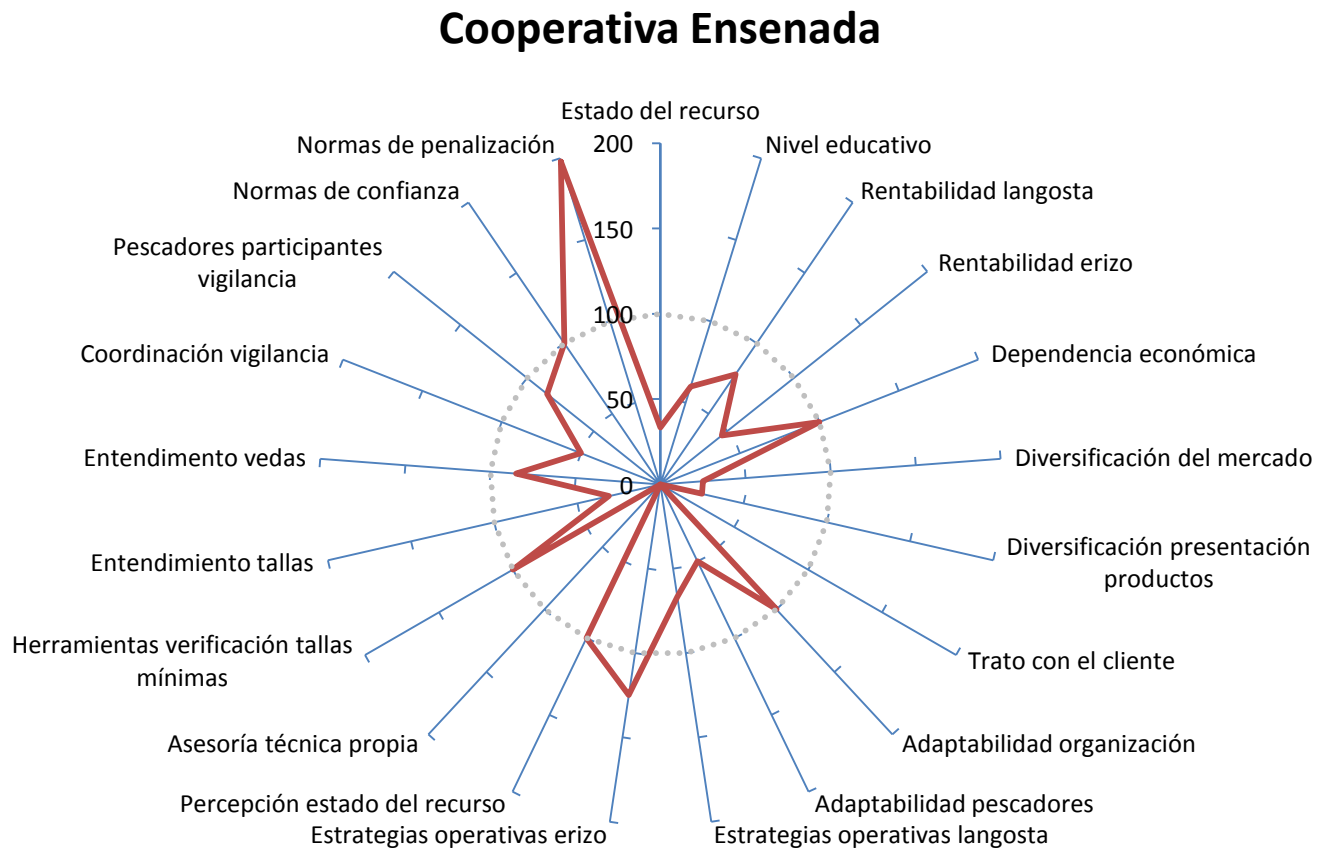 Cooperativa Ensenada
Estado del recurso
Nivel educativo
Rentabilidad langosta
Rentabilidad erizo
Dependencia económica
Diversificación del mercado
Diversificación presentación
productos
Trato con el cliente
Adaptabilidad organización
Adaptabilidad pescadores
Estrategias operativas langosta
Estrategias operativas erizo
Percepción estado del recurso
Asesoría técnica propia
Herramientas verificación tallas
mínimas
Entendimiento tallas
Entendimento vedas
Coordinación vigilancia
Pescadores participantes
vigilancia
Normas de confianza
Normas de penalización
200
150
100
50
0